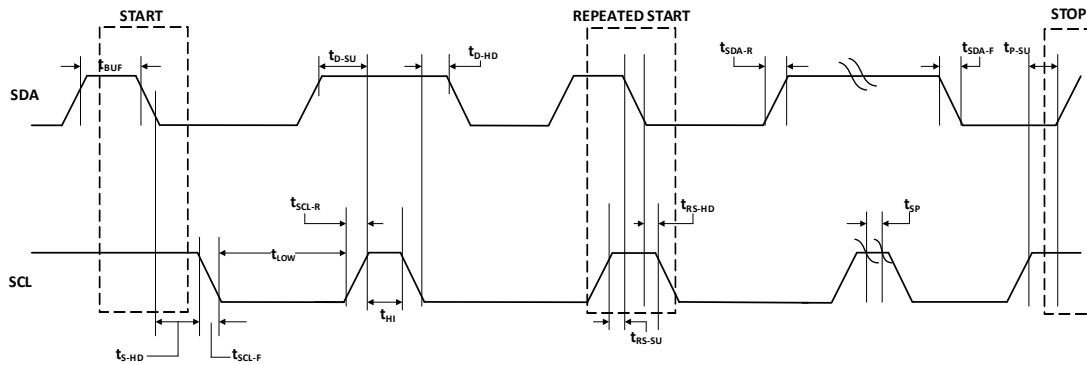 START
REPEATED START
STOP
tBUF
tD-SU
tD-HD
tSDA-R
tSDA-F
tP-SU
SDA
tSCL-R
tRS-HD
tSP
tLOW
SCL
tHI
tS-HD
tSCL-F
tRS-SU